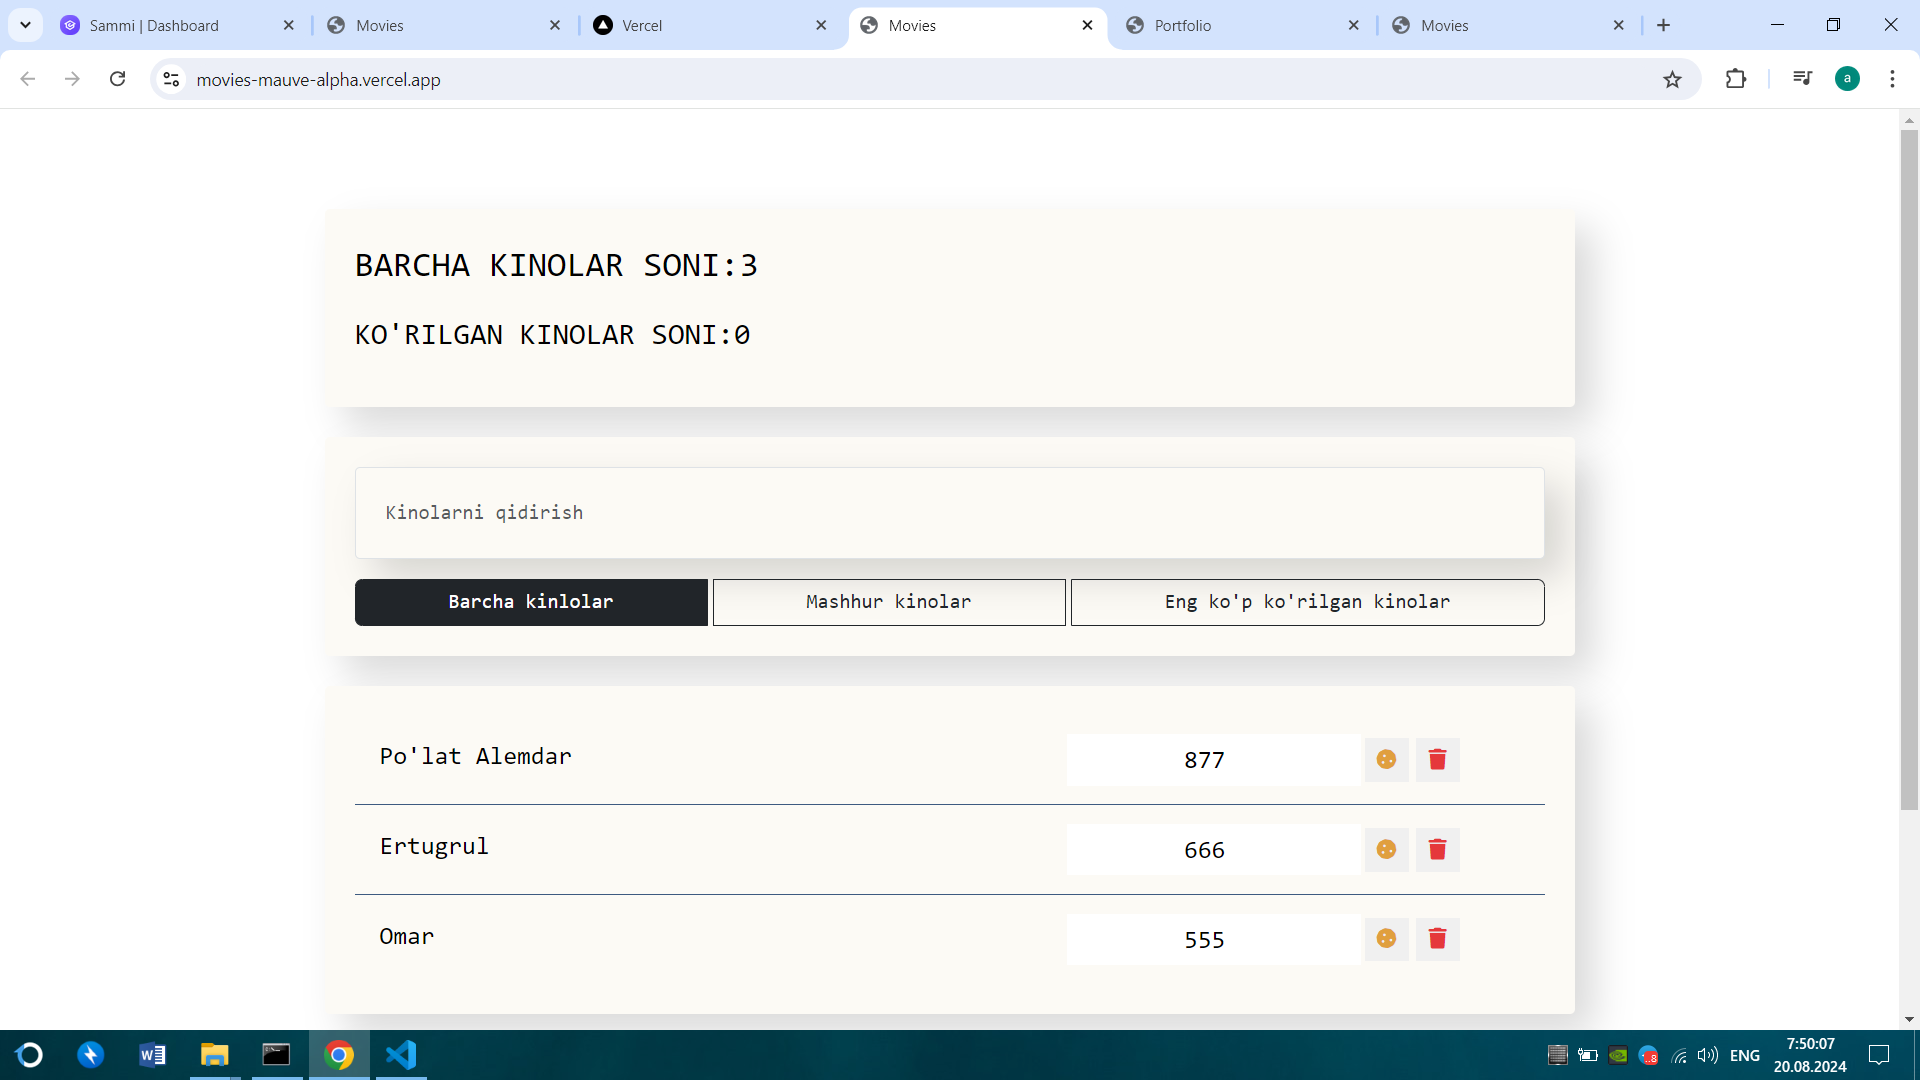 Sammi | Dashboard
Movies
Vercel
Movies
Portfolio
Movies
movies-mauve-alpha.vercel.app
a
BARCHA KINOLAR SONI:3
KO'RILGAN KINOLAR SONI:0
Kinolarni qidirish
Barcha kinlolar
Mashhur kinolar
Eng ko'p ko'rilgan kinolar
Po'lat Alemdar
877
Ertugrul
666
Omar
555
ENG
7:50:07
20.08.2024